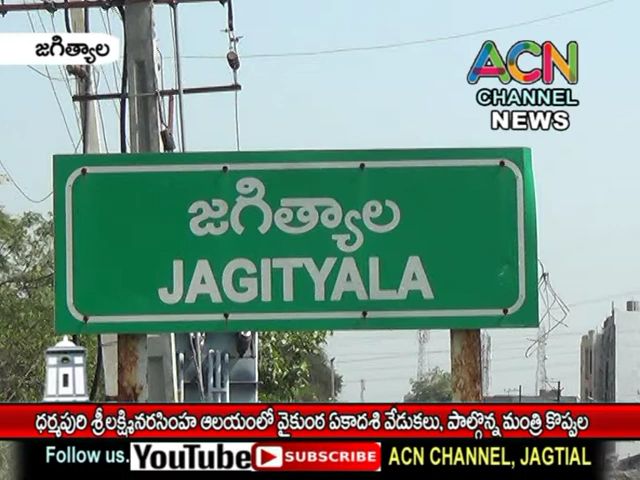 జగిత్యాల
ACN
CHANNEL
NEWS
జగిత్యాల
JAGITYALA
ధర్మపురి శ్రీలక్ష్మీనరసింహ ఆలయంలో వైకుంఠ ఏకాదశి వేడుకలు, పాల్గొన్న మంత్రి కొప్పుల
Follow us. YouTube SUBSCRIBE ACN CHANNEL, JAGTIAL